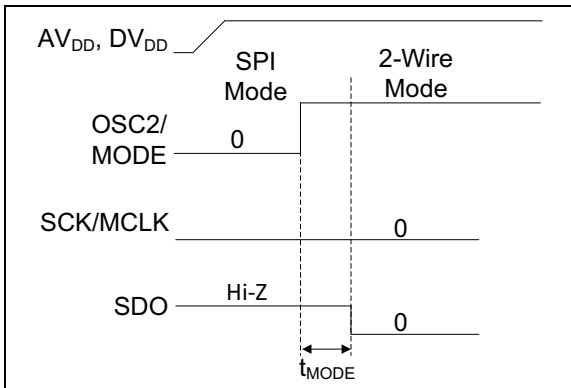 AVDD, DVDD
SPI
Mode
2-Wire
Mode
OSC2/
MODE
0
SCK/MCLK
0
SDO
Hi-Z
0
tMODE